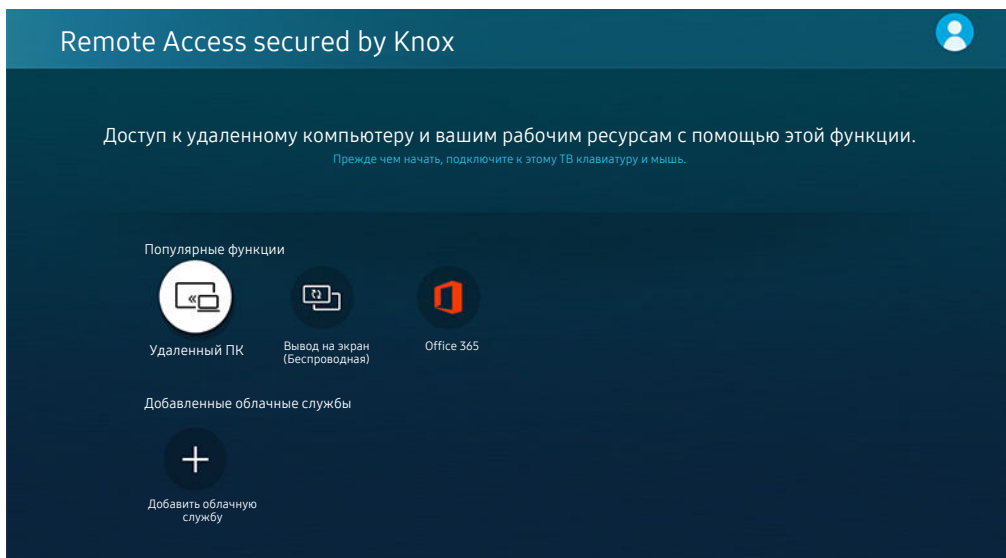 Remote Access secured by Knox
Доступ к удаленному компьютеру и вашим рабочим ресурсам с помощью этой функции.
Прежде чем начать, подключите к этому ТВ клавиатуру и мышь.
Популярные функции
Удаленный ПК
Вывод на экран
(Беспроводная)
Office 365
Добавленные облачные службы
Добавить облачную
службу